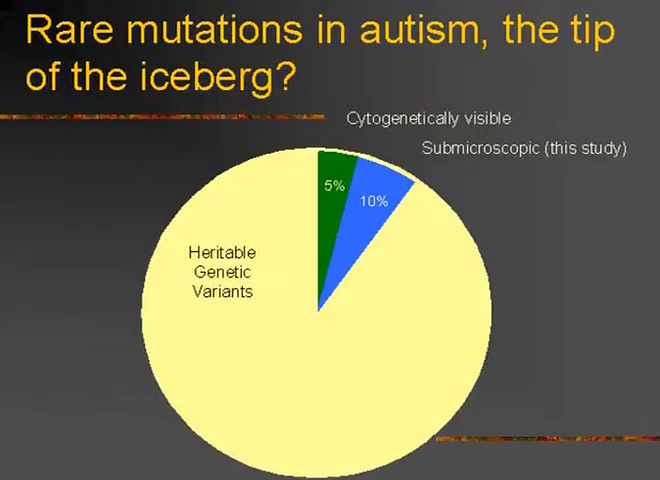 Rare mutations in autism, the tip
of the iceberg?
Cytogenetically visible
Submicroscopic (this study)
5%
10%
Heritable
Genetic
Variants